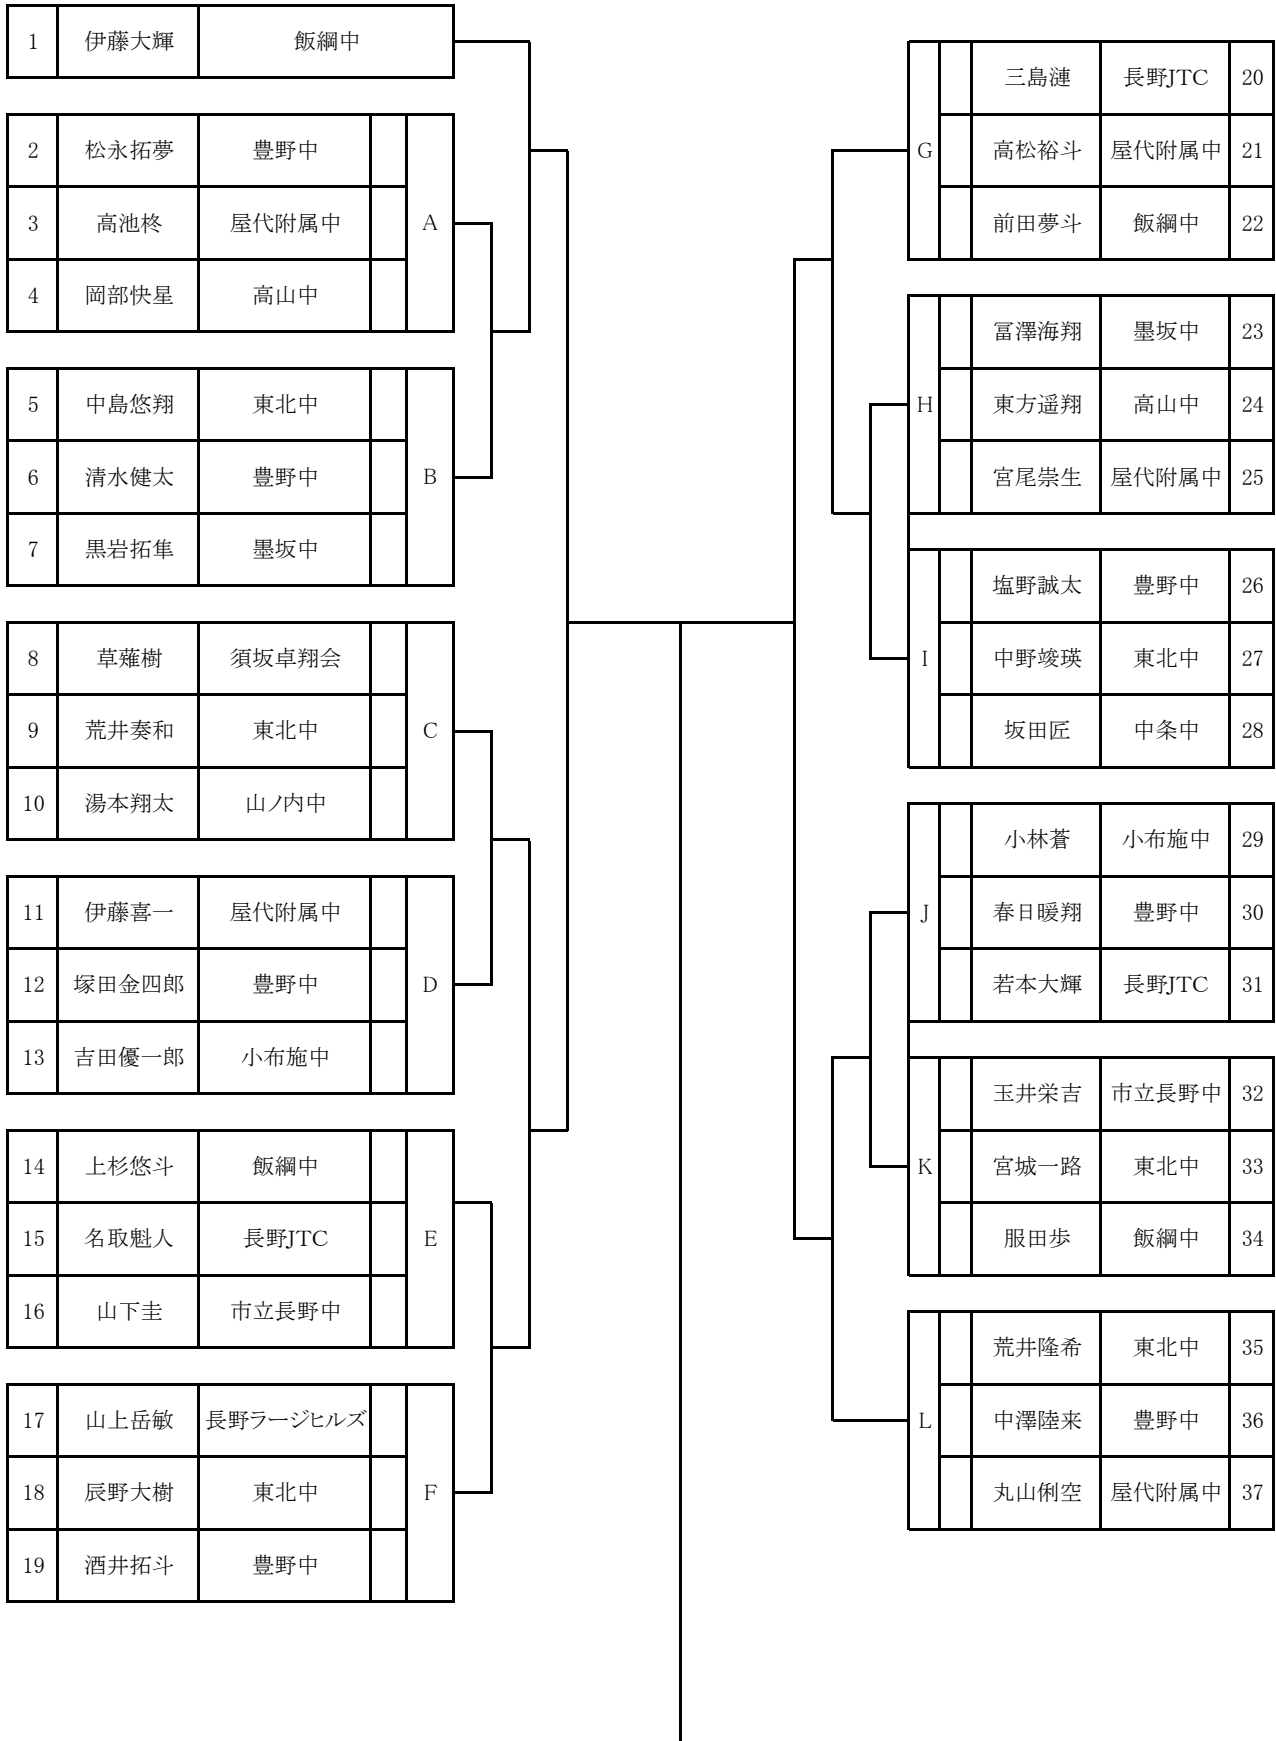 1 伊藤大輝 飯綱中
2 松永拓夢 豊野中
3 高池柊 屋代附属中 A
4 岡部快星 高山中
5 中島悠翔 東北中
6 清水健太 豊野中 B
7 黒岩拓隼 墨坂中
8 草薙樹 須坂卓翔会
9 荒井奏和 東北中 C
10 湯本翔太 山ノ内中
11 伊藤喜一 屋代附属中
12 塚田金四郎 豊野中 D
13 吉田優一郎 小布施中
14 上杉悠斗 飯綱中
15 名取魁人 長野JTC E
16 山下圭 市立長野中
17 山上岳敏 長野ラージヒルズ
18 辰野大樹 東北中 F
19 酒井拓斗 豊野中
三島漣 長野JTC 20
G 高松裕斗 屋代附属中 21
前田夢斗 飯綱中 22
冨澤海翔 墨坂中 23
H 東方遥翔 高山中 24
宮尾崇生 屋代附属中 25
塩野誠太 豊野中 26
I 中野竣瑛 東北中 27
坂田匠 中条中 28
小林蒼 小布施中 29
J 春日暖翔 豊野中 30
若本大輝 長野JTC 31
玉井栄吉 市立長野中 32
K 宮城一路 東北中 33
服田歩 飯綱中 34
荒井隆希 東北中 35
L 中澤陸来 豊野中 36
丸山俐空 屋代附属中 37